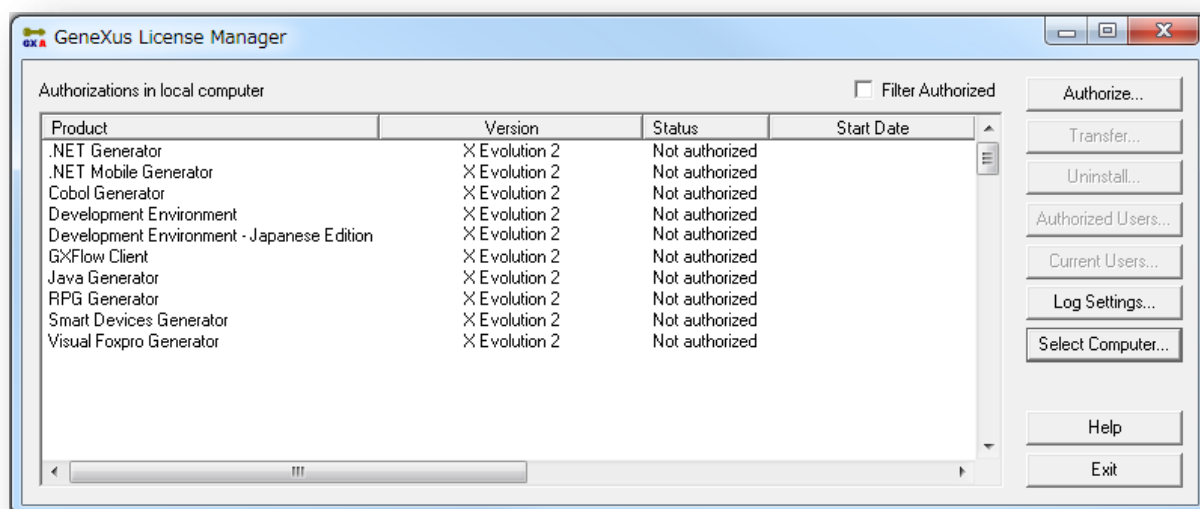 GXA GeneXus License Manager
Authorizations in local computer Filter Authorized
Product Version Status Start Date
.NET Generator X Evolution 2 Not authorized
.NET Mobile Generator X Evolution 2 Not authorized
Cobol Generator X Evolution 2 Not authorized
Development Environment X Evolution 2 Not authorized
Development Environment - Japanese Edition X Evolution 2 Not authorized
GXFlow Client X Evolution 2 Not authorized
Java Generator X Evolution 2 Not authorized
RPG Generator X Evolution 2 Not authorized
Smart Devices Generator X Evolution 2 Not authorized
Visual Foxpro Generator X Evolution 2 Not authorized
Authorize...
Transfer...
Uninstall...
Authorized Users...
Current Users...
Log Settings...
Select Computer...
Help
Exit